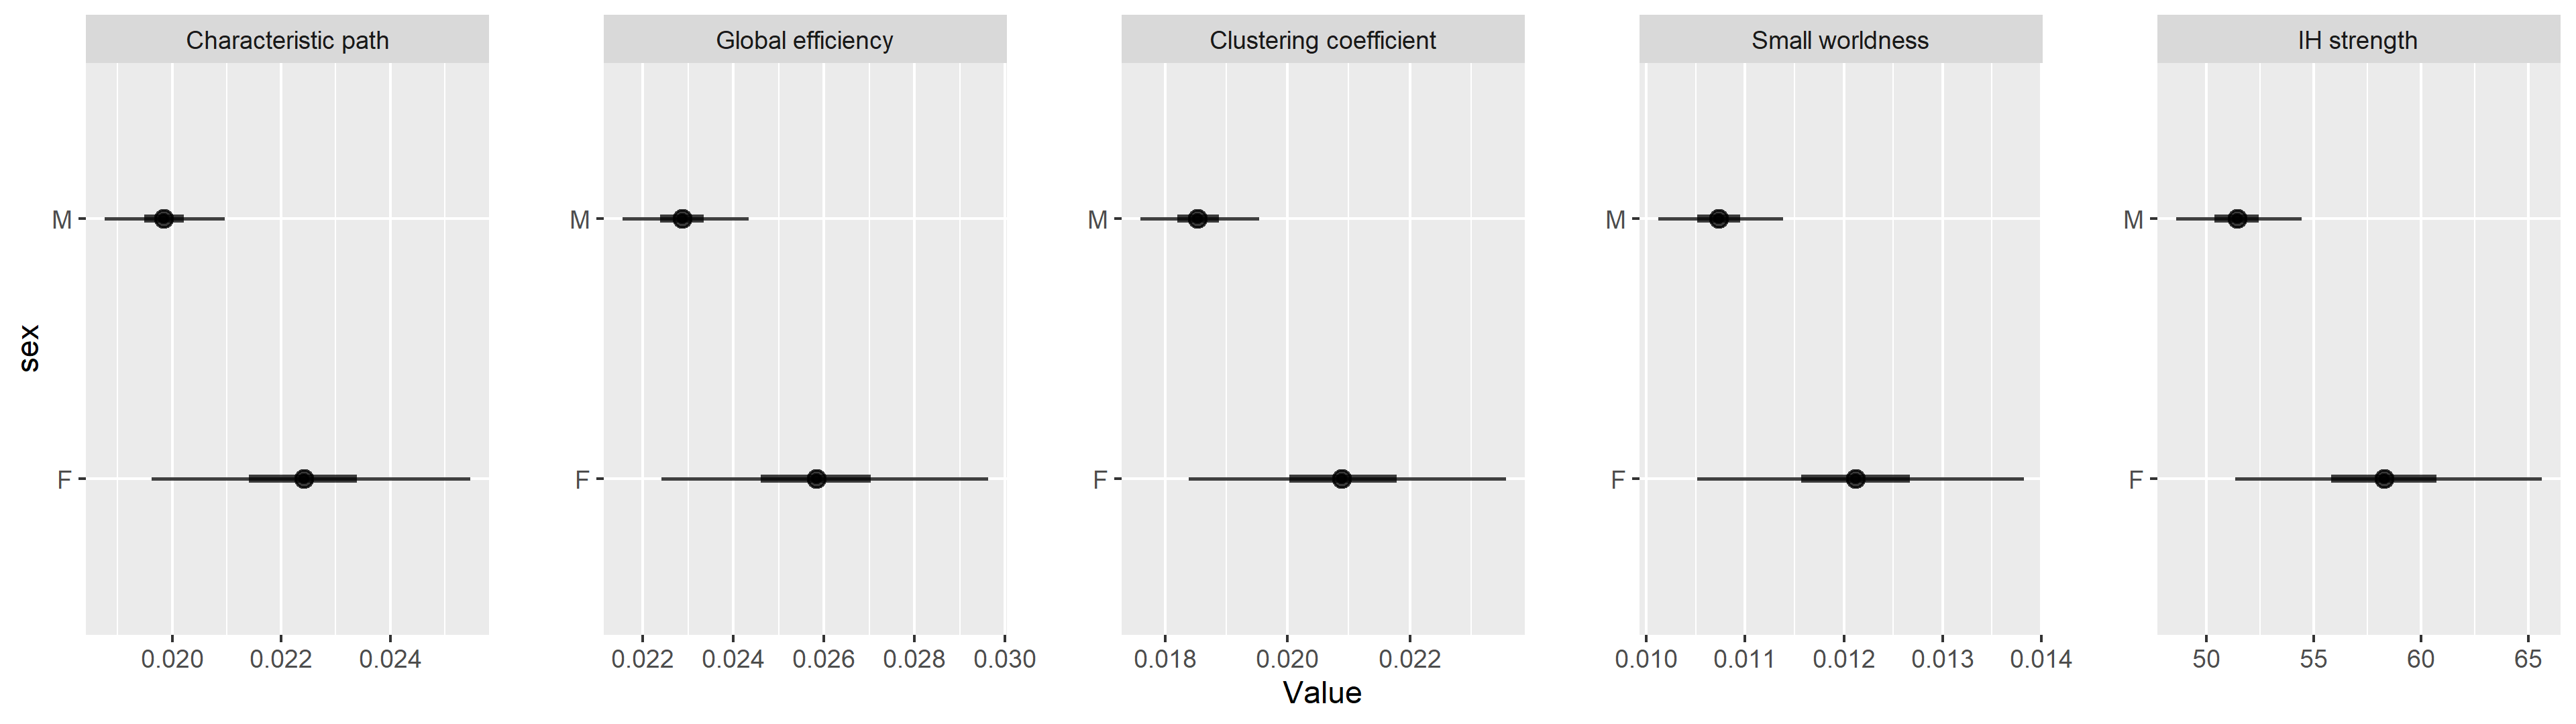 Characteristic path
Global efficiency
Clustering coefficient
Small worldness
IH strength
sex
M
F
M
F
M
F
M
F
M
F
0.020 0.022 0.024
0.022 0.024 0.026 0.028 0.030
0.018 0.020 0.022
0.010 0.011 0.012 0.013 0.014
50 55 60 65
Value